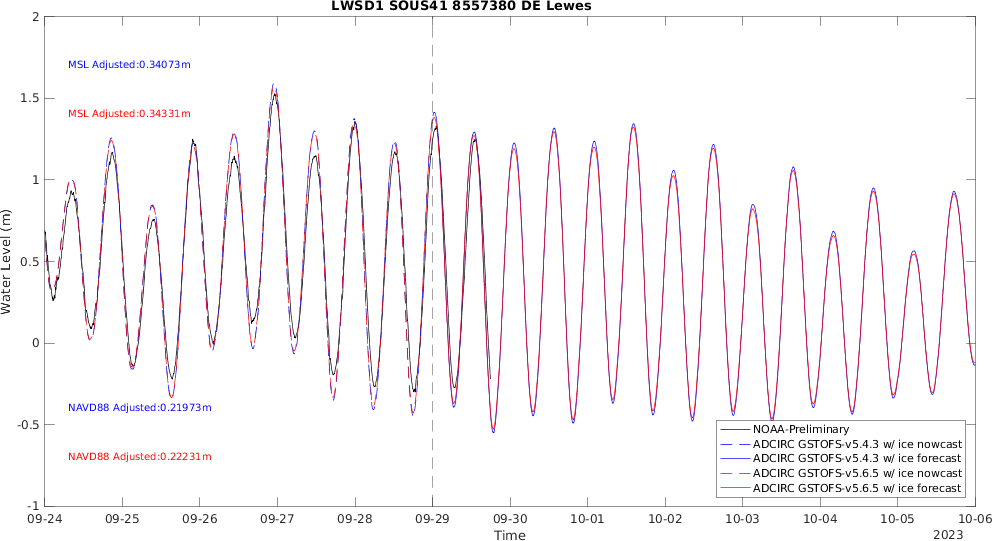 LWSD1 SOUS41 8557380 DE Lewes
2
1.5
1
0.5
0
-0.5
-1
Water Level (m)
MSL Adjusted:0.34073m
MSL Adjusted:0.34331m
NAVD88 Adjusted:0.21973m
NAVD88 Adjusted:0.22231m
NOAA-Preliminary
ADCIRC GSTOFS-v5.4.3 w/ ice nowcast
ADCIRC GSTOFS-v5.4.3 w/ ice forecast
ADCIRC GSTOFS-v5.6.5 w/ ice nowcast
ADCIRC GSTOFS-v5.6.5 w/ ice forecast
09-24 09-25 09-26 09-27 09-28 09-29 09-30 10-01 10-02 10-03 10-04 10-05 10-06
Time
2023